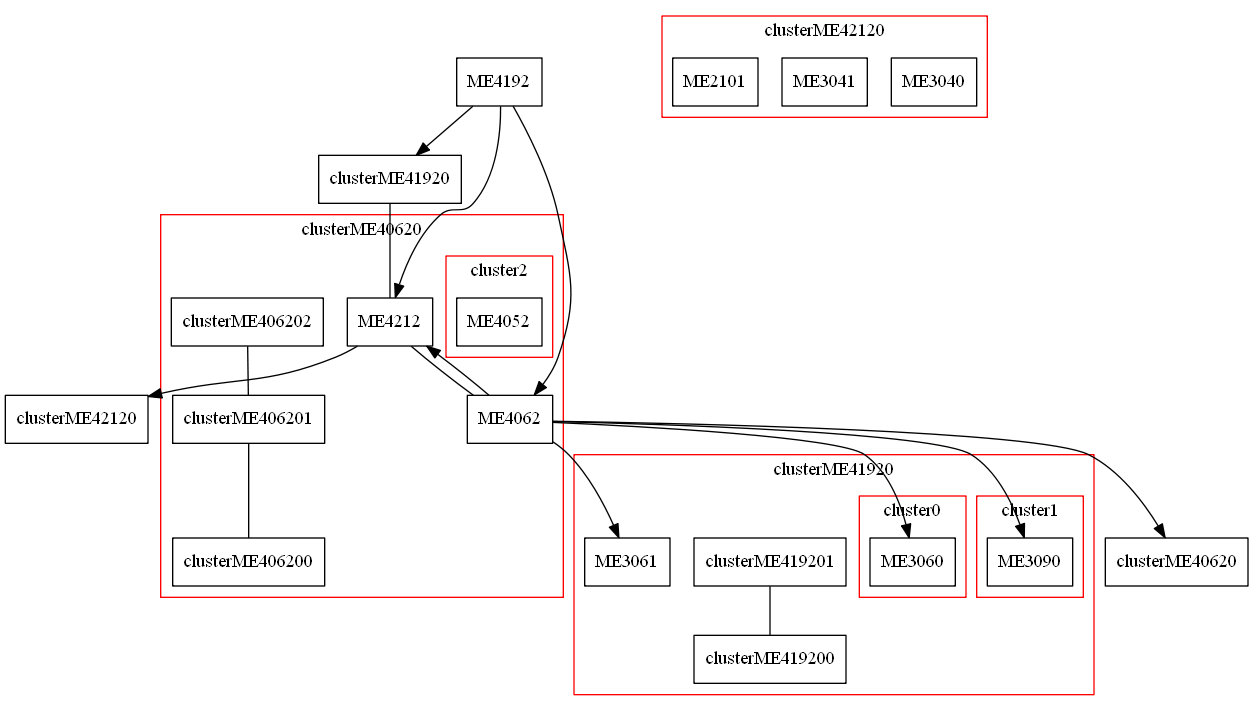 clusterME42120
ME4192
ME2101
ME3041
ME3040
clusterME41920
clusterME40620
cluster2
clusterME406202
ME4212
ME4052
clusterME42120
clusterME406201
ME4062
clusterME41920
cluster0
cluster1
clusterME406200
ME3061
clusterME419201
ME3060
ME3090
clusterME40620
clusterME419200